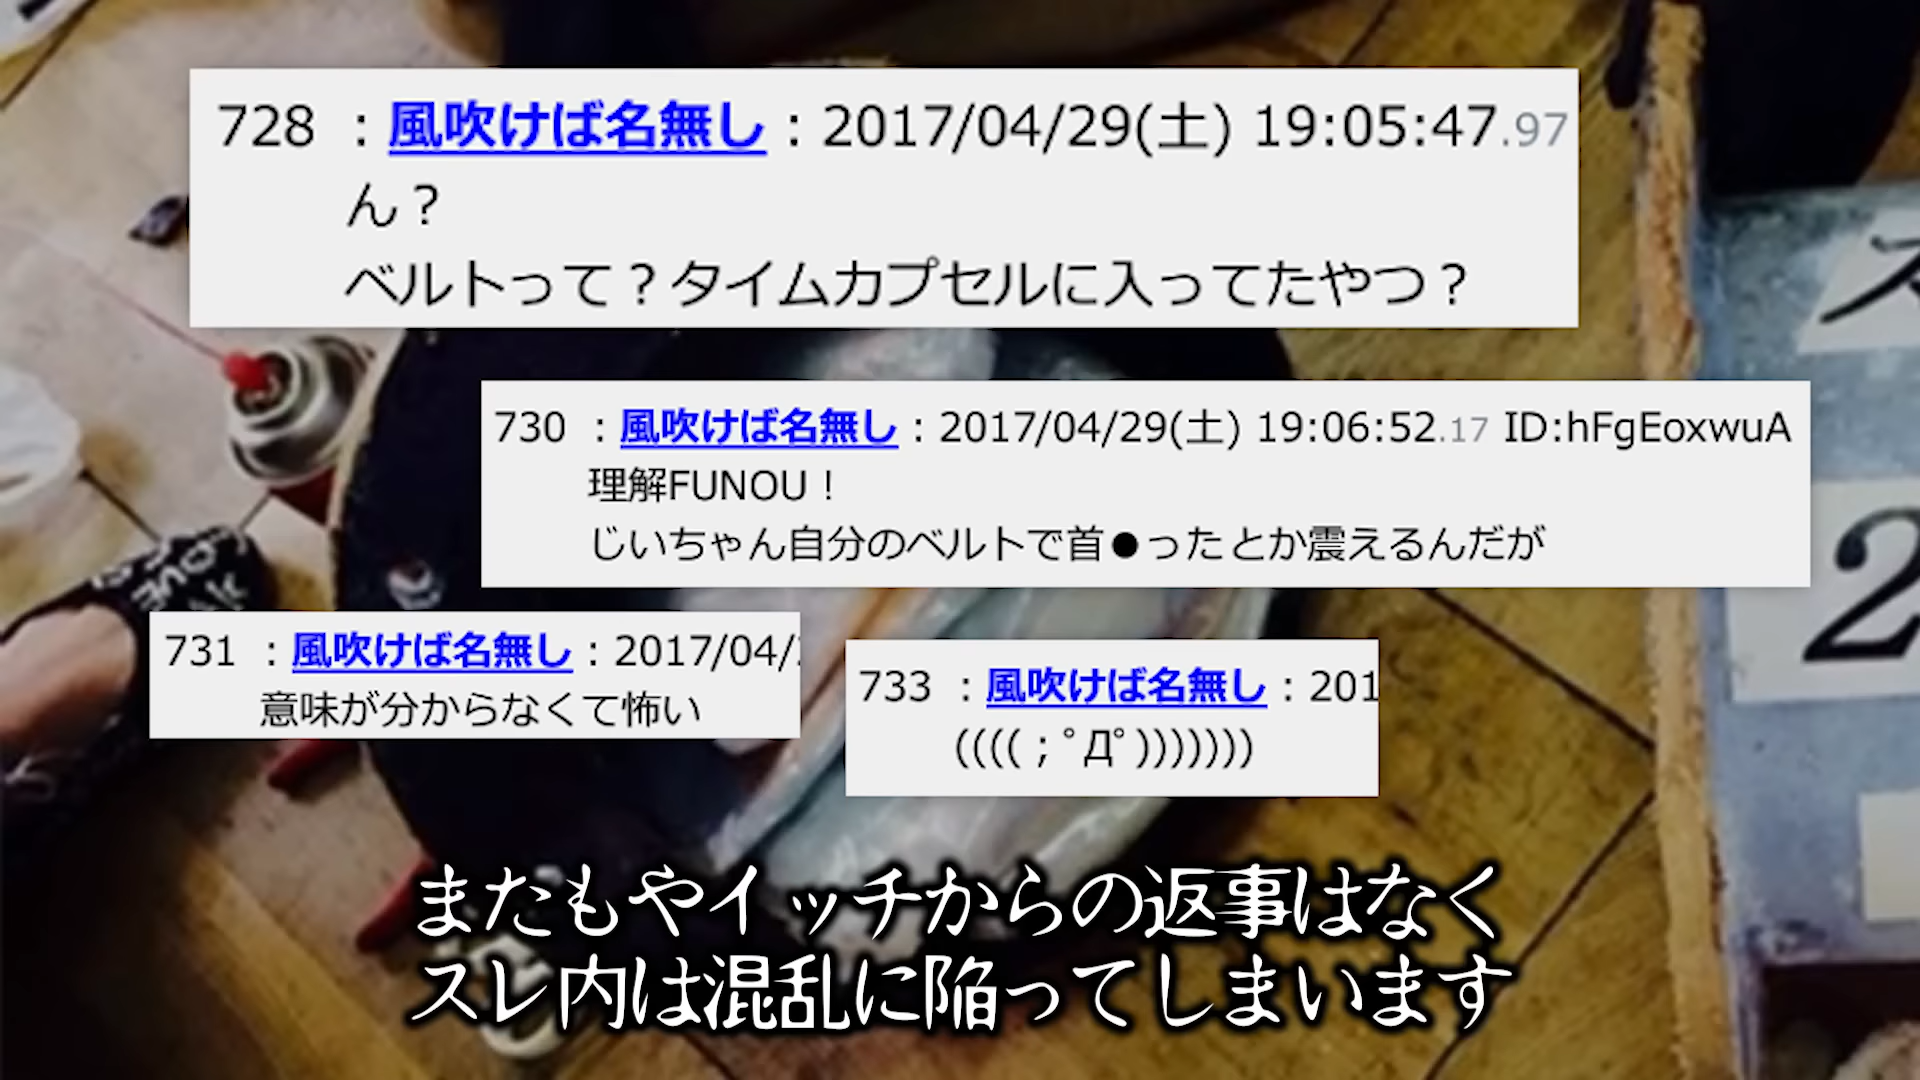 728 ：風吹けば名無し：2017/04/29(土) 19:05:47.97
ん？
ベルトって？タイムカプセルに入ってたやつ？
730 ：風吹けば名無し：2017/04/29(土) 19:06:52.17 ID:hFgEoxwuA
理解FUNOU！
じいちゃん自分のベルトで首●ったとか震えるんだが
731 ：風吹けば名無し：2017/04/
意味が分からなくて怖い
733 ：風吹けば名無し：201
((((；ﾟДﾟ)))))))
2
またもやイッチからの返事はなく
スレ内は混乱に陥ってしまいます